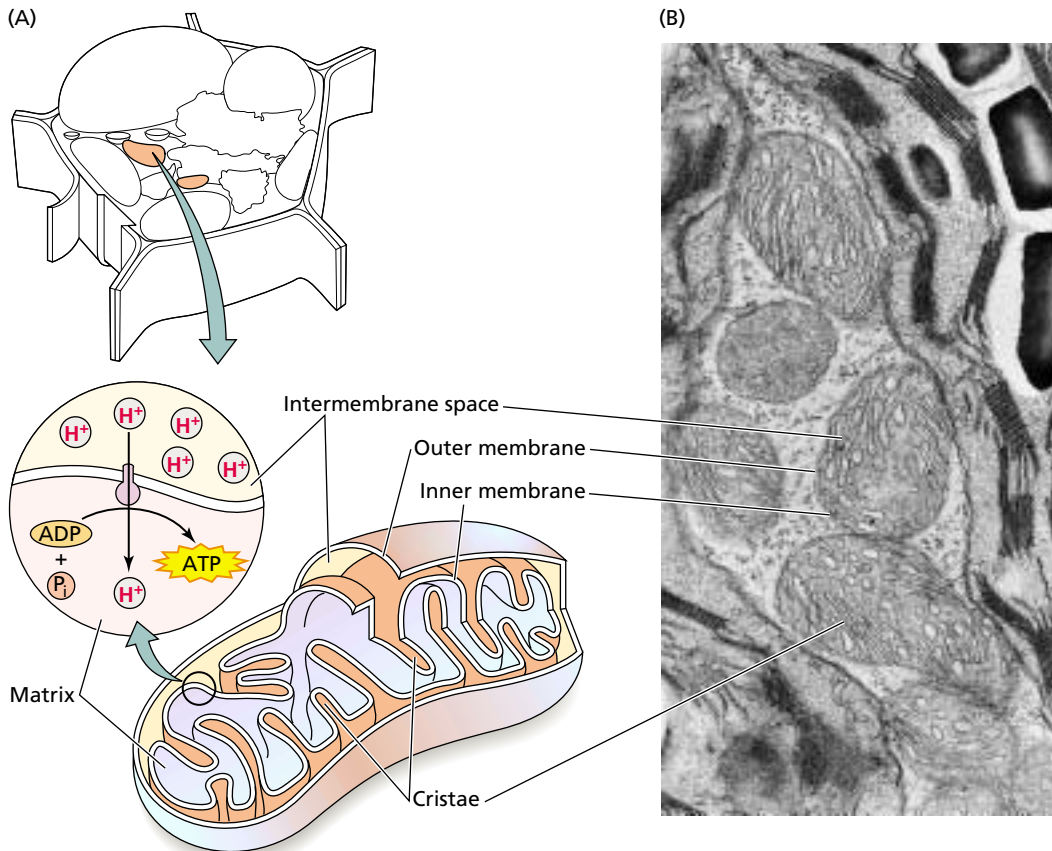 (A)
(B)
H⁺
H⁺
H⁺
H⁺
H⁺
ADP
+
Pᵢ
ATP
H⁺
Intermembrane space
Outer membrane
Inner membrane
Matrix
Cristae